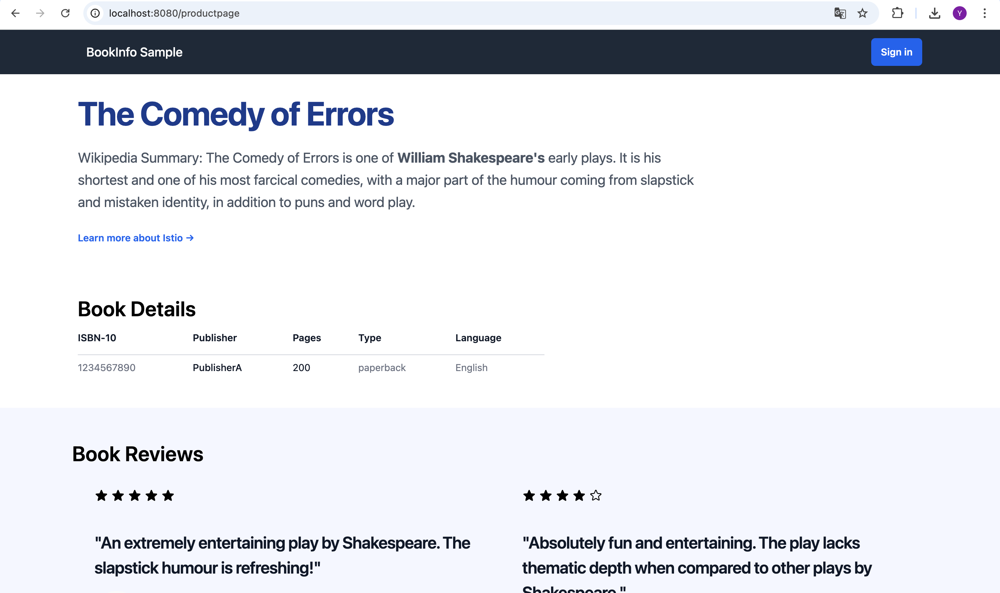 localhost:8080/productpage
Y
BookInfo Sample
Sign in
The Comedy of Errors
Wikipedia Summary: The Comedy of Errors is one of William Shakespeare's early plays. It is his
shortest and one of his most farcical comedies, with a major part of the humour coming from slapstick
and mistaken identity, in addition to puns and word play.
Learn more about Istio →
Book Details
ISBN-10 Publisher Pages Type Language
1234567890 PublisherA 200 paperback English
Book Reviews
"An extremely entertaining play by Shakespeare. The
slapstick humour is refreshing!"
"Absolutely fun and entertaining. The play lacks
thematic depth when compared to other plays by
Shakespeare."